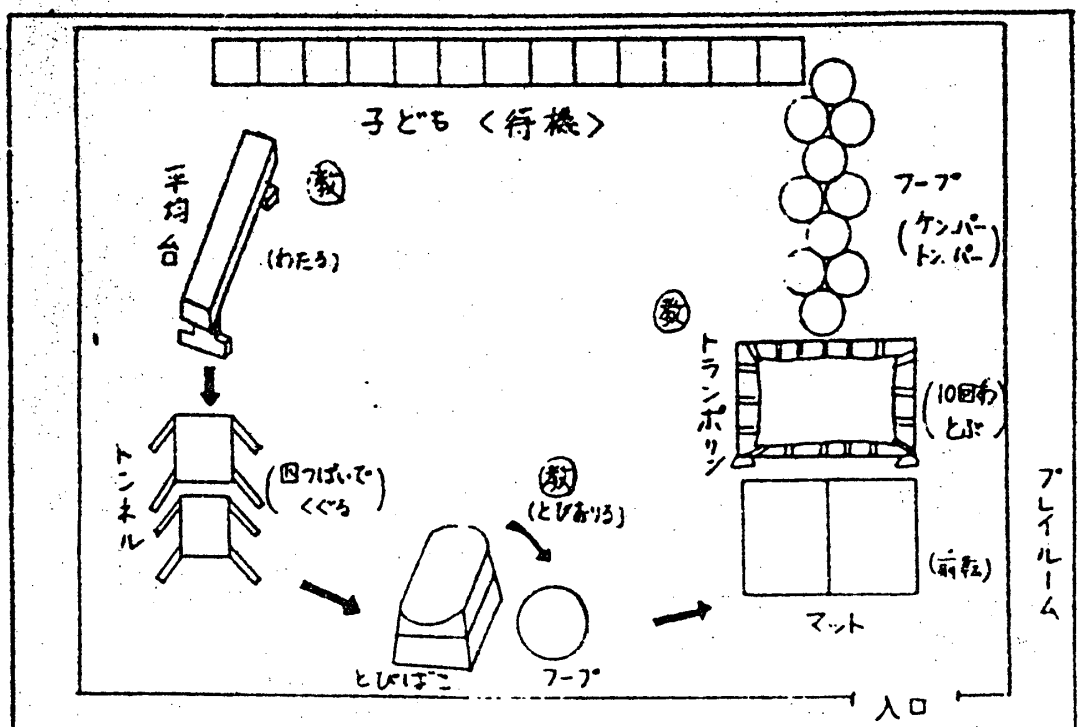 子ども〈待機〉
平均台
教
(わたる)
フープ
(ケン.パー
トン.パー)
教
トランポリン
(10回わ
とぶ)
トンネル
(四つばいで
くぐる)
教
(とびおりる)
とびばこ
フープ
(前転)
マット
プレイルーム
入口